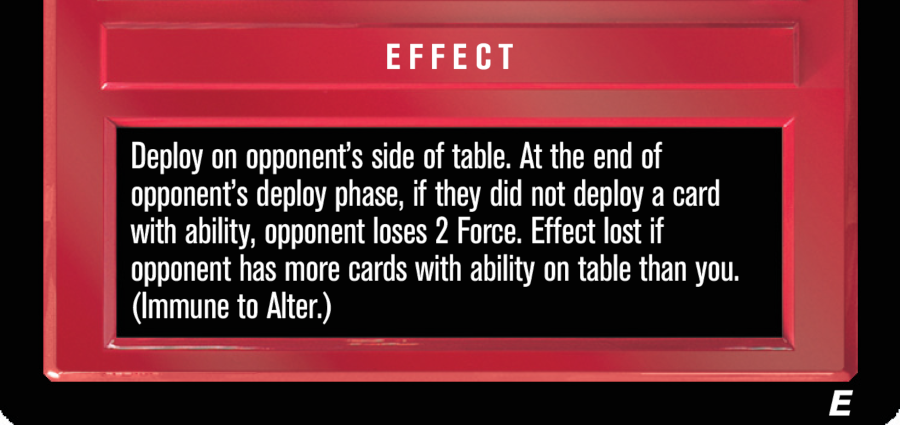 EFFECT
Deploy on opponent’s side of table. At the end of
opponent’s deploy phase, if they did not deploy a card
with ability, opponent loses 2 Force. Effect lost if
opponent has more cards with ability on table than you.
(Immune to Alter.)
E